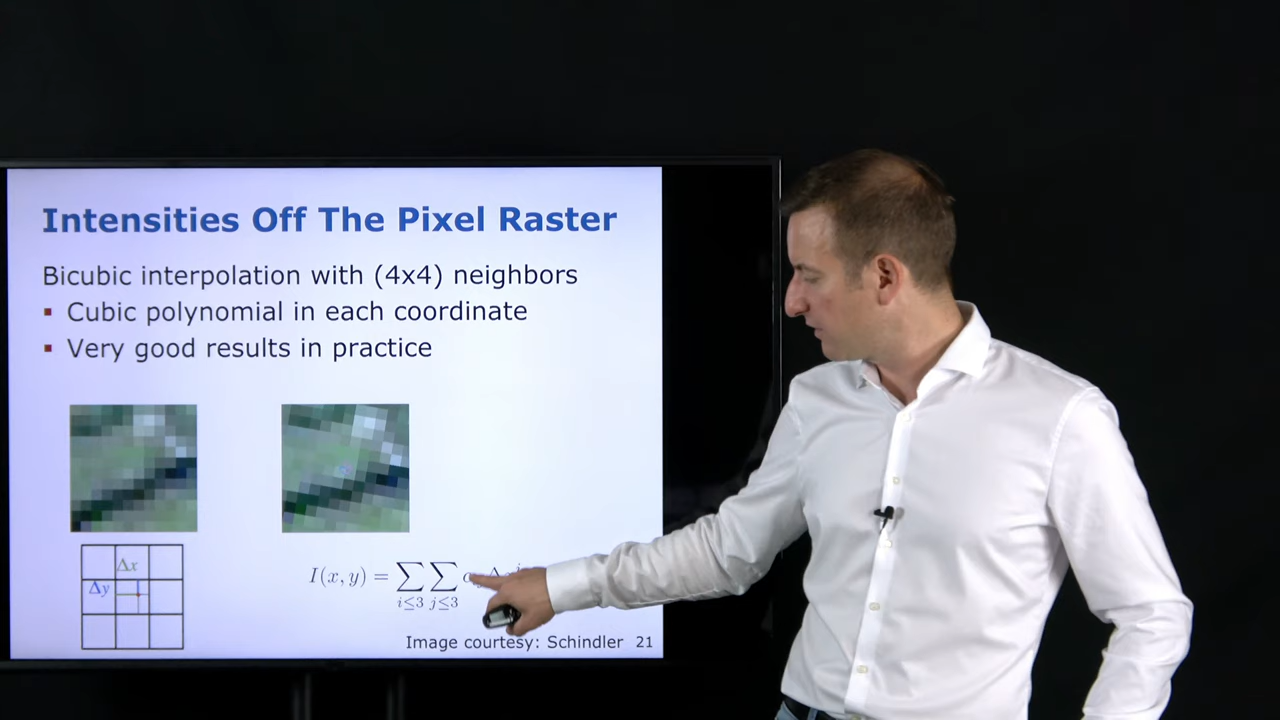 Intensities Off The Pixel Raster
Bicubic interpolation with (4x4) neighbors
▪ Cubic polynomial in each coordinate
▪ Very good results in practice
Δx
Δy
I(x, y) = ∑ ∑
i≤3 j≤3
Image courtesy: Schindler 21